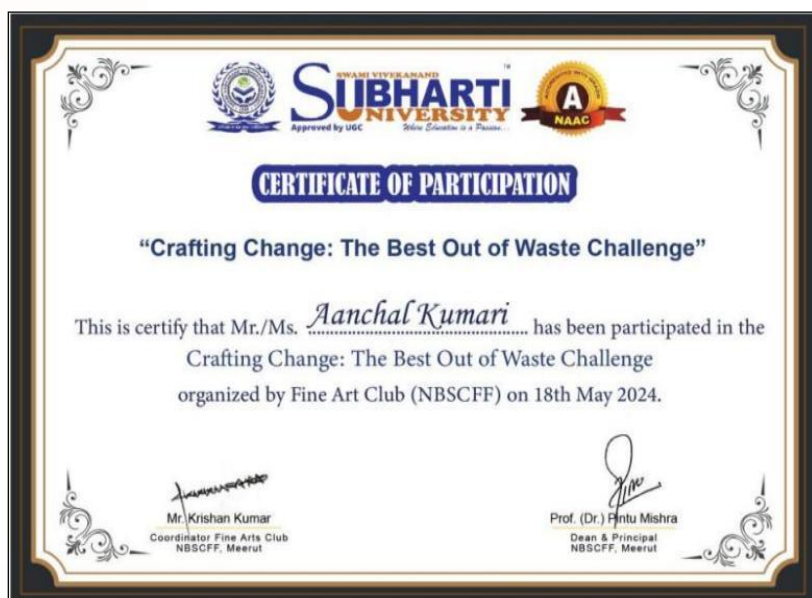 SWAMI VIVEKANAND
SUBHARTI
UNIVERSITY
TM
Approved by UGC
Where Education is a Passion...
A
NAAC
CERTIFICATE OF PARTICIPATION
“Crafting Change: The Best Out of Waste Challenge”
This is certify that Mr./Ms. Aanchal Kumari has been participated in the
Crafting Change: The Best Out of Waste Challenge
organized by Fine Art Club (NBSCFF) on 18th May 2024.
Mr. Krishan Kumar
Coordinator Fine Arts Club
NBSCFF, Meerut
Prof. (Dr.) Pintu Mishra
Dean & Principal
NBSCFF, Meerut